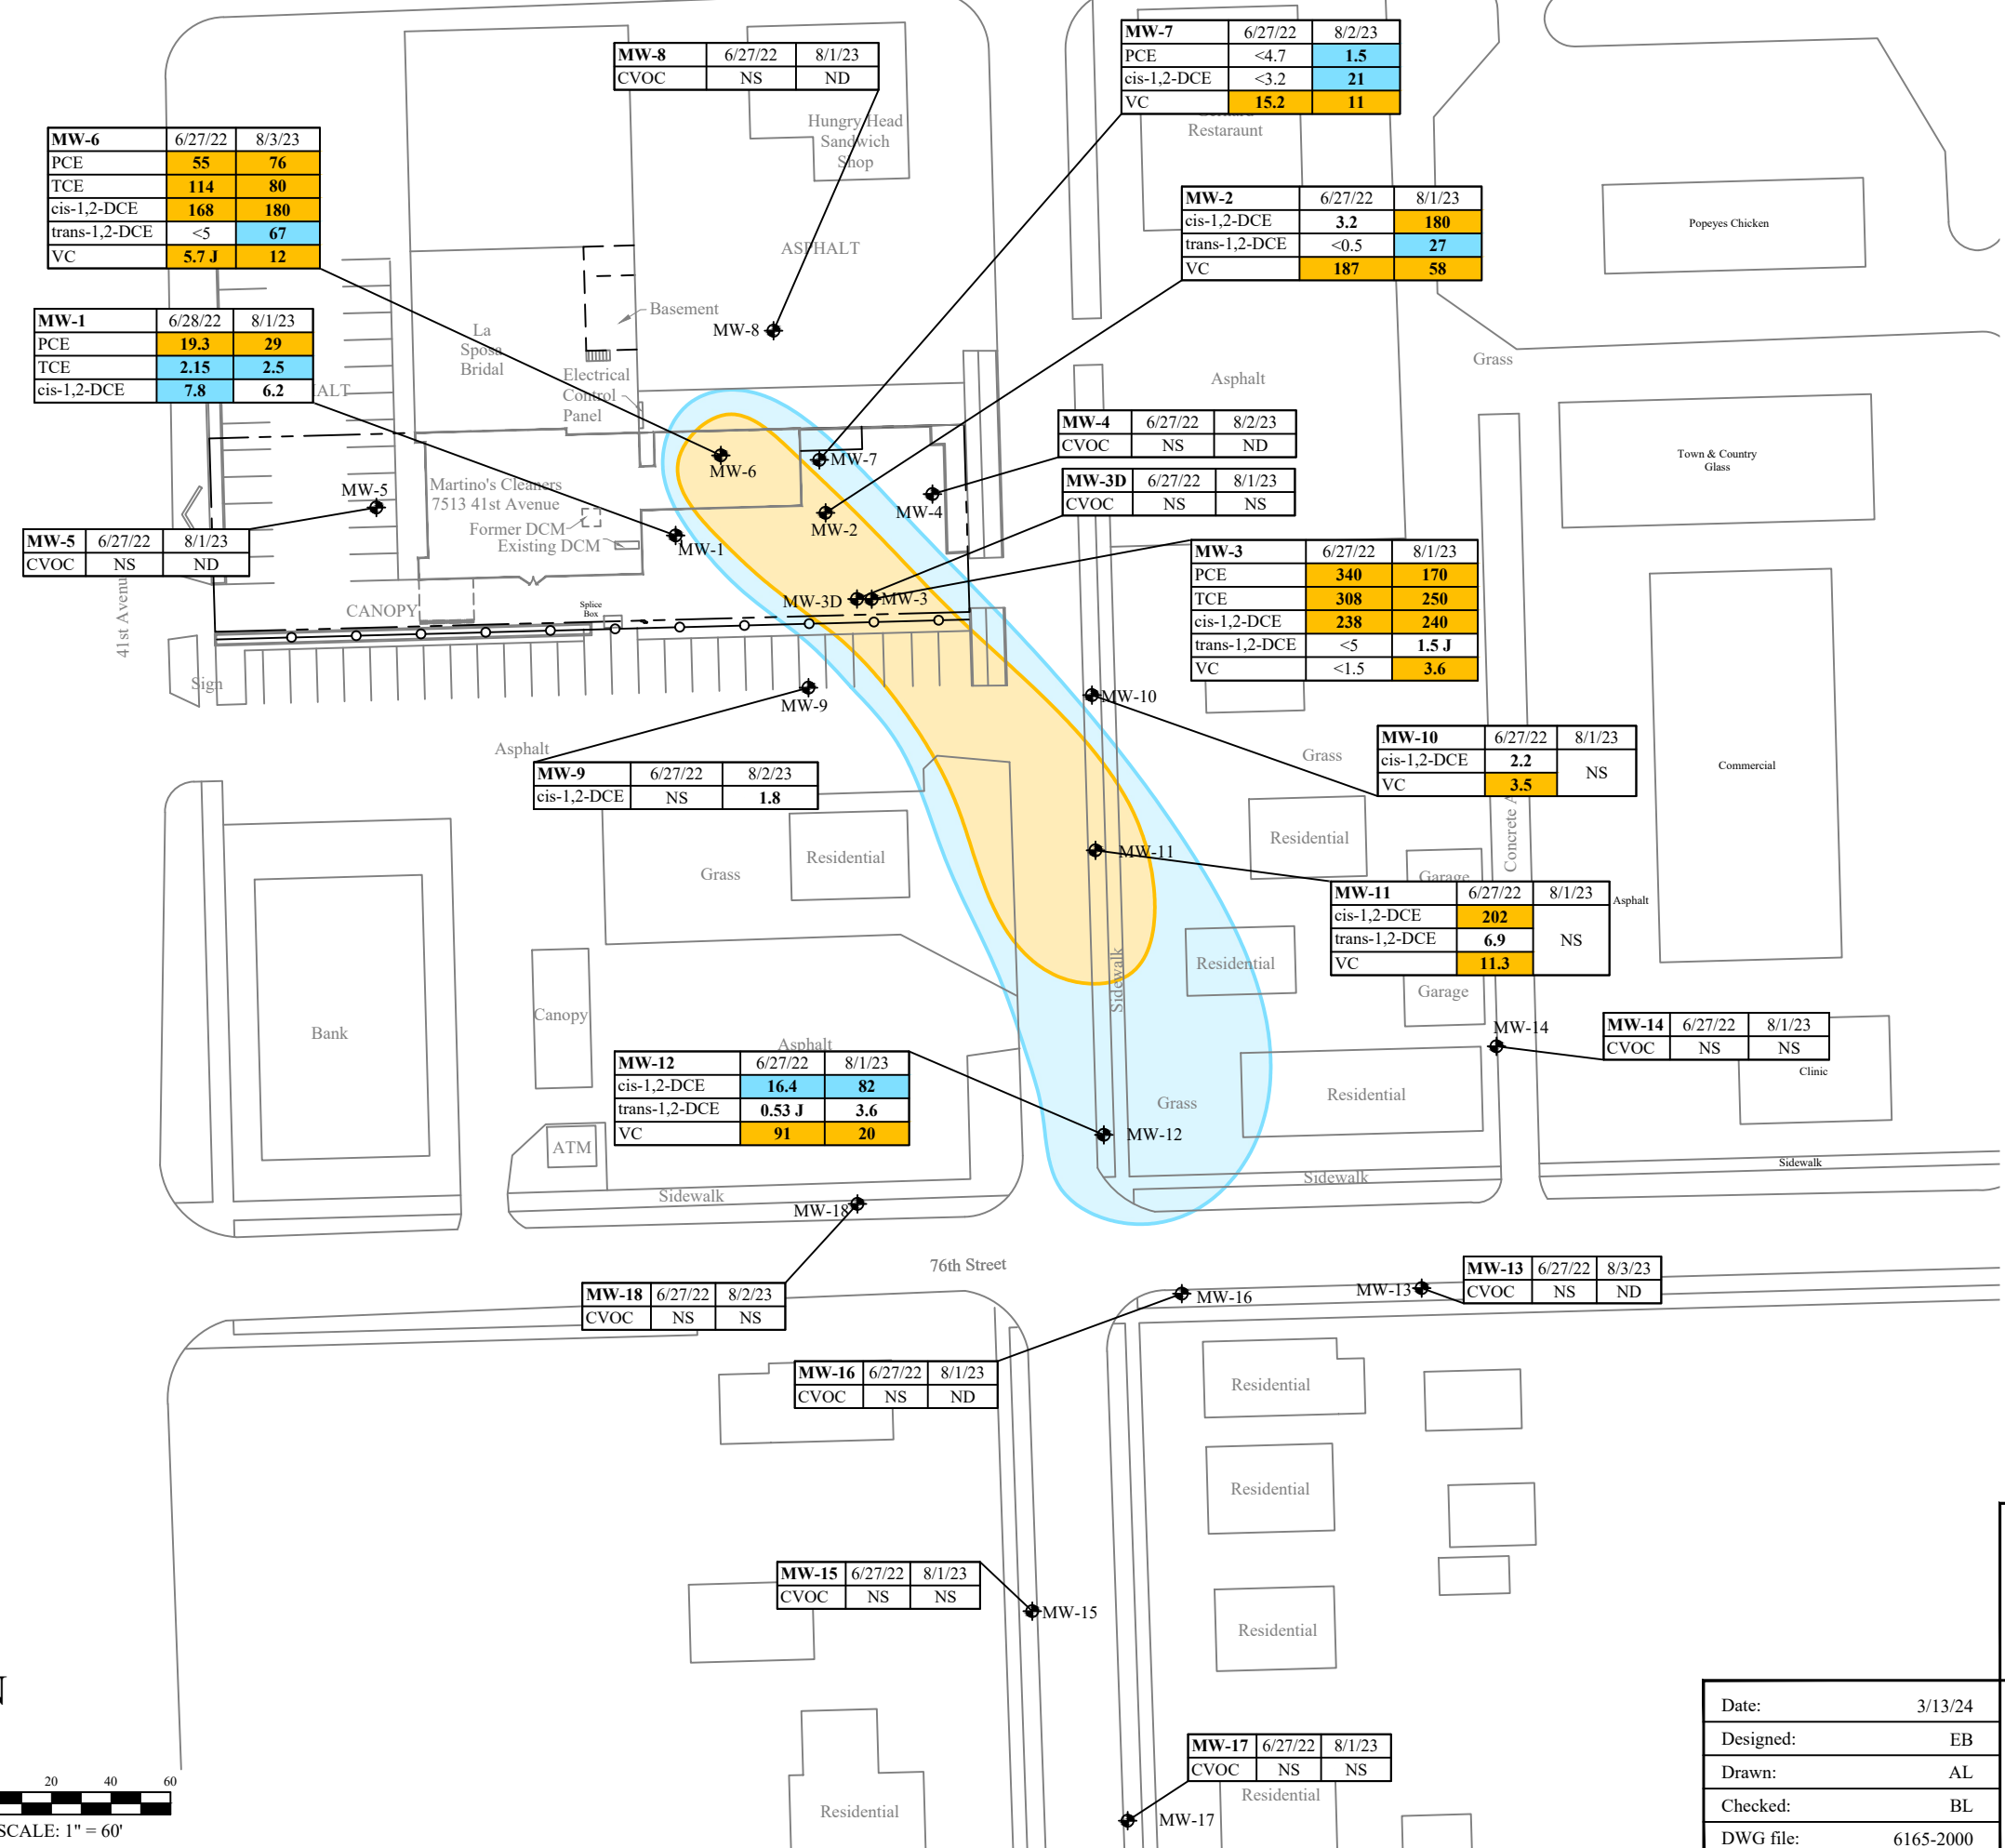 MW-8 6/27/22 8/1/23
CVOC NS ND
MW-7 6/27/22 8/2/23
PCE <4.7 1.5
cis-1,2-DCE <3.2 21
VC 15.2 11
Restaraunt
Hungry Head
Sandwich
Shop
MW-6 6/27/22 8/3/23
PCE 55 76
TCE 114 80
cis-1,2-DCE 168 180
trans-1,2-DCE <5 67
VC 5.7 J 12
MW-2 6/27/22 8/1/23
cis-1,2-DCE 3.2 180
trans-1,2-DCE <0.5 27
VC 187 58
Popeyes Chicken
ASPHALT
Basement
MW-8
MW-1 6/28/22 8/1/23
PCE 19.3 29
TCE 2.15 2.5
cis-1,2-DCE 7.8 6.2
ALT
La
Sposa
Bridal
Electrical
Control
Panel
Asphalt
Grass
MW-4 6/27/22 8/2/23
CVOC NS ND
MW-3D 6/27/22 8/1/23
CVOC NS NS
Town & Country
Glass
MW-6
MW-7
MW-5
Martino's Cleaners
7513 41st Avenue
MW-4
MW-2
Former DCM
Existing DCM
MW-1
MW-5 6/27/22 8/1/23
CVOC NS ND
MW-3 6/27/22 8/1/23
PCE 340 170
TCE 308 250
cis-1,2-DCE 238 240
trans-1,2-DCE <5 1.5 J
VC <1.5 3.6
41st Avenu
CANOPY
Splice
Box
MW-3D
MW-3
Sign
MW-9
MW-10
Asphalt
Grass
MW-10 6/27/22 8/1/23
cis-1,2-DCE 2.2 NS
VC 3.5
Commercial
MW-9 6/27/22 8/2/23
cis-1,2-DCE NS 1.8
Concrete A
Residential
Residential
MW-11
Grass
Garage
MW-11 6/27/22 8/1/23
cis-1,2-DCE 202
trans-1,2-DCE 6.9 NS
VC 11.3
Asphalt
Sidewalk
Residential
Garage
Bank
Canopy
Asphalt
MW-14
MW-14 6/27/22 8/1/23
CVOC NS NS
Clinic
MW-12 6/27/22 8/1/23
cis-1,2-DCE 16.4 82
trans-1,2-DCE 0.53 J 3.6
VC 91 20
Residential
Grass
MW-12
ATM
Sidewalk
Sidewalk
Sidewalk
MW-18
76th Street
MW-18 6/27/22 8/2/23
CVOC NS NS
MW-16
MW-13
MW-13 6/27/22 8/3/23
CVOC NS ND
MW-16 6/27/22 8/1/23
CVOC NS ND
Residential
Residential
MW-15 6/27/22 8/1/23
CVOC NS NS
MW-15
Residential
MW-17 6/27/22 8/1/23
CVOC NS NS
Residential
Residential
MW-17
20 40 60
SCALE: 1" = 60'
Date: 3/13/24
Designed: EB
Drawn: AL
Checked: BL
DWG file: 6165-2000